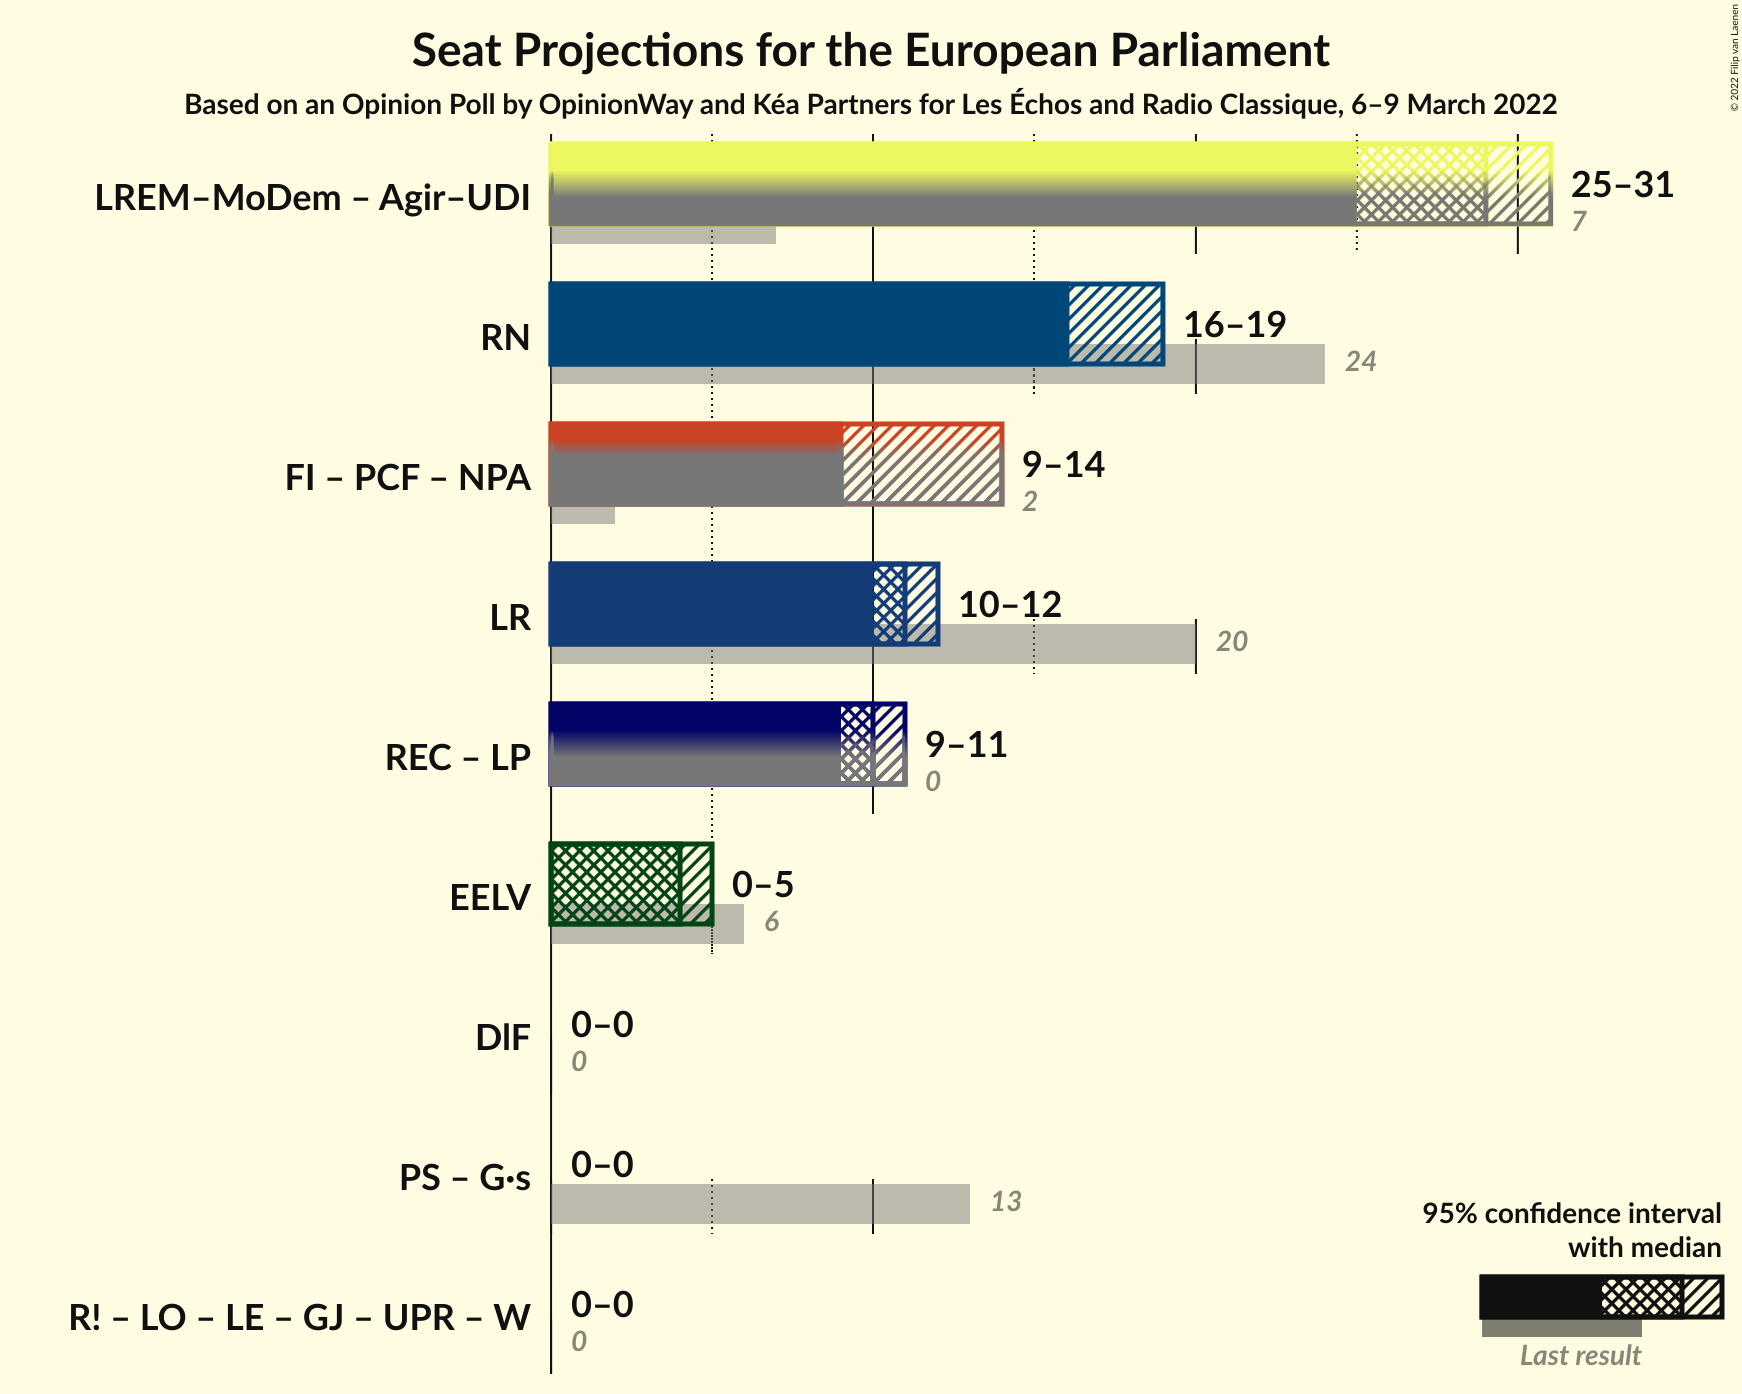 Seat Projections for the European Parliament
Based on an Opinion Poll by OpinionWay and Kéa Partners for Les Échos and Radio Classique, 6–9 March 2022
© 2022 Filip van Laenen
LREM–MoDem – Agir–UDI
25–31
7
RN
16–19
24
FI – PCF – NPA
9–14
2
LR
10–12
20
REC – LP
9–11
0
EELV
0–5
6
DlF
0–0
0
PS – G·s
0–0
13
R! – LO – LE – GJ – UPR – W
0–0
0
95% confidence interval
with median
Last result